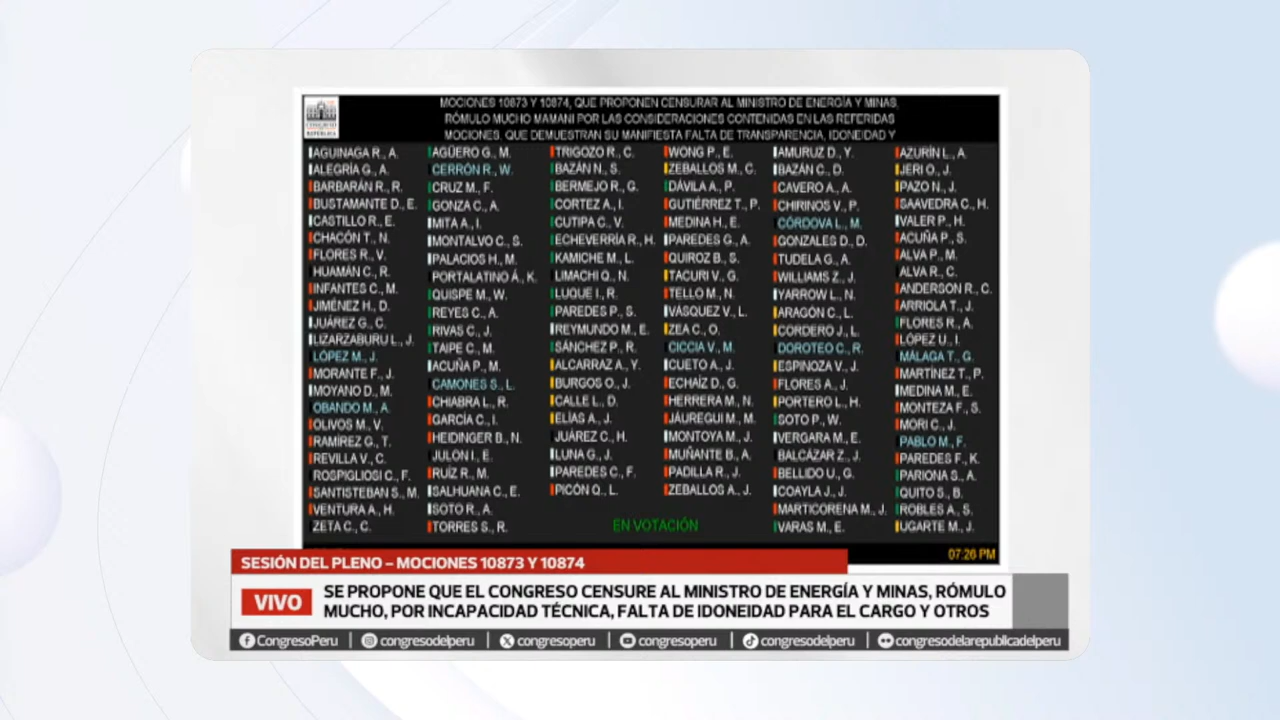 CONGRESO
REPÚBLICA
MOCIONES 10873 Y 10874, QUE PROPONEN CENSURAR AL MINISTRO DE ENERGÍA Y MINAS,
RÓMULO MUCHO MAMANI POR LAS CONSIDERACIONES CONTENIDAS EN LAS REFERIDAS
MOCIONES, QUE DEMUESTRAN SU MANIFIESTA FALTA DE TRANSPARENCIA, IDONEIDAD Y
AGUINAGA R., A.
ALEGRÍA G., A.
BARBARÁN R., R.
BUSTAMANTE D., E.
CASTILLO R., E.
CHACÓN T., N.
FLORES R., V.
HUAMÁN C., R.
INFANTES C., M.
JIMÉNEZ H., D.
JUÁREZ G., C.
LIZARZABURU L., J.
LÓPEZ M., J.
MORANTE F., J.
MOYANO D., M.
OBANDO M., A.
OLIVOS M., V.
RAMÍREZ G., T.
REVILLA V., C.
ROSPIGLIOSI C., F.
SANTISTEBAN S., M.
VENTURA A., H.
ZETA C., C.
AGÜERO G., M.
CERRÓN R., W.
CRUZ M., F.
GONZA C., A.
MITA A., I.
MONTALVO C., S.
PALACIOS H., M.
PORTALATINO Á., K.
QUISPE M., W.
REYES C., A.
RIVAS C., J.
TAIPE C., M.
ACUÑA P., M.
CAMONES S., L.
CHIABRA L., R.
GARCÍA C., I.
HEIDINGER B., N.
JULON I., E.
RUÍZ R., M.
SALHUANA C., E.
SOTO R., A.
TORRES S., R.
TRIGOZO R., C.
BAZÁN N., S.
BERMEJO R., G.
CORTEZ A., I.
CUTIPA C., V.
ECHEVERRÍA R., H.
KAMICHE M., L.
LIMACHI Q., N.
LUQUE I., R.
PAREDES P., S.
REYMUNDO M., E.
SÁNCHEZ P., R.
ALCARRAZ A., Y.
BURGOS O., J.
CALLE L., D.
ELÍAS A., J.
JUÁREZ C., H.
LUNA G., J.
PAREDES C., F.
PICÓN Q., L.
WONG P., E.
ZEBALLOS M., C.
DÁVILA A., P.
GUTIÉRREZ T., P.
MEDINA H., E.
PAREDES G., A.
QUIROZ B., S.
TACURI V., G.
TELLO M., N.
VÁSQUEZ V., L.
ZEA C., O.
CICCIA V., M.
CUETO A., J.
ECHAÍZ D., G.
HERRERA M., N.
JÁUREGUI M., M.
MONTOYA M., J.
MUÑANTE B., A.
PADILLA R., J.
ZEBALLOS A., J.
AMURUZ D., Y.
BAZÁN C., D.
CAVERO A., A.
CHIRINOS V., P.
CÓRDOVA L., M.
GONZALES D., D.
TUDELA G., A.
WILLIAMS Z., J.
YARROW L., N.
ARAGÓN C., L.
CORDERO J., L.
DOROTEO C., R.
ESPINOZA V., J.
FLORES A., J.
PORTERO L., H.
SOTO P., W.
VERGARA M., E.
BALCÁZAR Z., J.
BELLIDO U., G.
COAYLA J., J.
MARTICORENA M., J.
VARAS M., E.
AZURÍN L., A.
JERI O., J.
PAZO N., J.
SAAVEDRA C., H.
VALER P., H.
ACUÑA P., S.
ALVA P., M.
ALVA R., C.
ANDERSON R., C.
ARRIOLA T., J.
FLORES R., A.
LÓPEZ U., I.
MÁLAGA T., G.
MARTÍNEZ T., P.
MEDINA M., E.
MONTEZA F., S.
MORI C., J.
PABLO M., F.
PAREDES F., K.
PARIONA S., A.
QUITO S., B.
ROBLES A., S.
UGARTE M., J.
EN VOTACIÓN
07:26 PM
SESIÓN DEL PLENO – MOCIONES 10873 Y 10874
VIVO
SE PROPONE QUE EL CONGRESO CENSURE AL MINISTRO DE ENERGÍA Y MINAS, RÓMULO
MUCHO, POR INCAPACIDAD TÉCNICA, FALTA DE IDONEIDAD PARA EL CARGO Y OTROS
CongresoPeru | congresodelperu | congresoperu | congresoperu | congresodelperu | congresodelarepublicadelperu